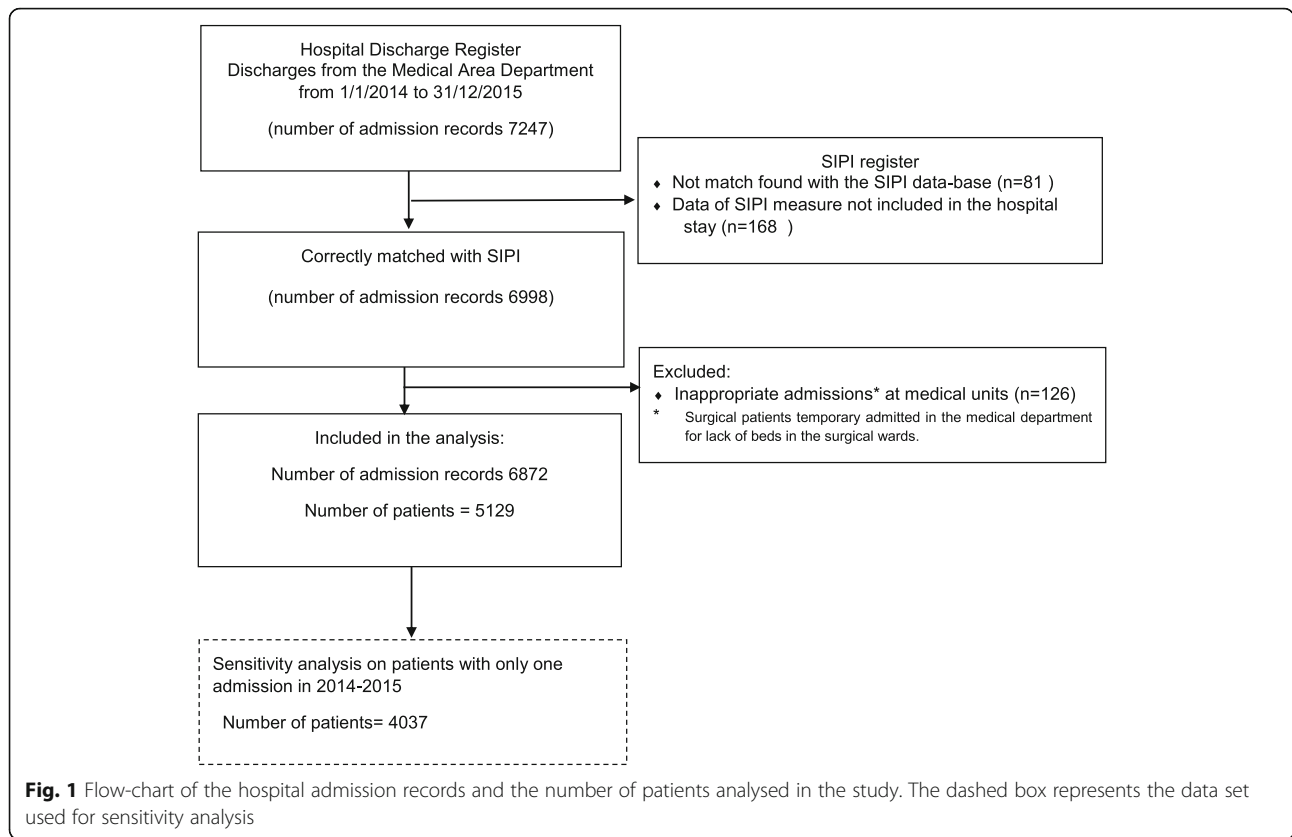 Hospital Discharge Register
Discharges from the Medical Area Department
from 1/1/2014 to 31/12/2015
(number of admission records 7247)
SIPI register
♦ Not match found with the SIPI data-base (n=81 )
♦ Data of SIPI measure not included in the hospital
stay (n=168 )
Correctly matched with SIPI
(number of admission records 6998)
Excluded:
♦ Inappropriate admissions* at medical units (n=126)
* Surgical patients temporary admitted in the medical department
for lack of beds in the surgical wards.
Included in the analysis:
Number of admission records 6872
Number of patients = 5129
Sensitivity analysis on patients with only one
admission in 2014-2015
Number of patients= 4037
Fig. 1 Flow-chart of the hospital admission records and the number of patients analysed in the study. The dashed box represents the data set
used for sensitivity analysis